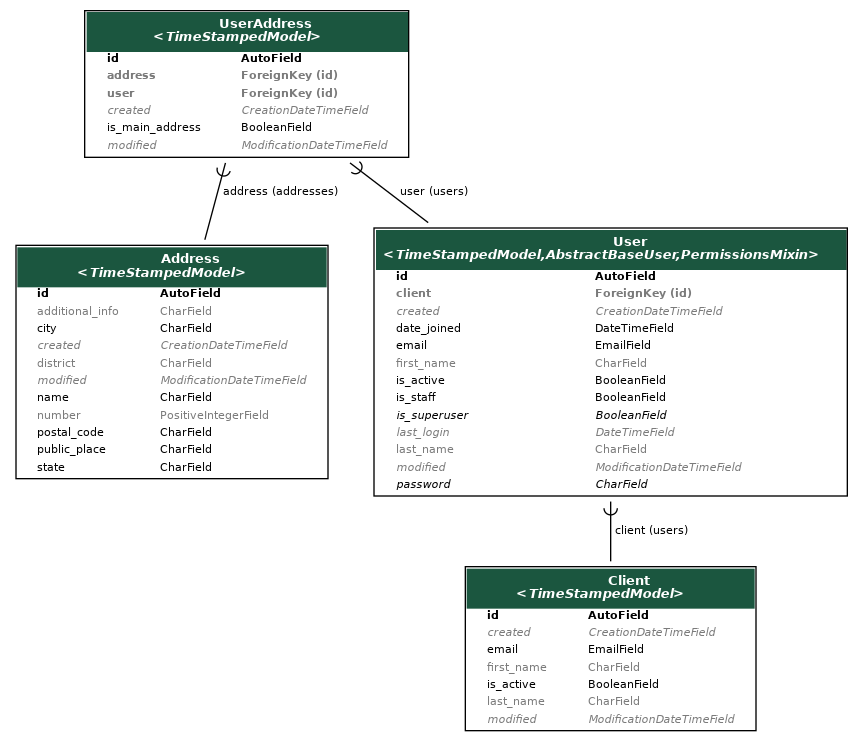 UserAddress
<TimeStampedModel>
id AutoField
address ForeignKey (id)
user ForeignKey (id)
created CreationDateTimeField
is_main_address BooleanField
modified ModificationDateTimeField
address (addresses)
user (users)
Address
<TimeStampedModel>
id AutoField
additional_info CharField
city CharField
created CreationDateTimeField
district CharField
modified ModificationDateTimeField
name CharField
number PositiveIntegerField
postal_code CharField
public_place CharField
state CharField
User
<TimeStampedModel,AbstractBaseUser,PermissionsMixin>
id AutoField
client ForeignKey (id)
created CreationDateTimeField
date_joined DateTimeField
email EmailField
first_name CharField
is_active BooleanField
is_staff BooleanField
is_superuser BooleanField
last_login DateTimeField
last_name CharField
modified ModificationDateTimeField
password CharField
client (users)
Client
<TimeStampedModel>
id AutoField
created CreationDateTimeField
email EmailField
first_name CharField
is_active BooleanField
last_name CharField
modified ModificationDateTimeField